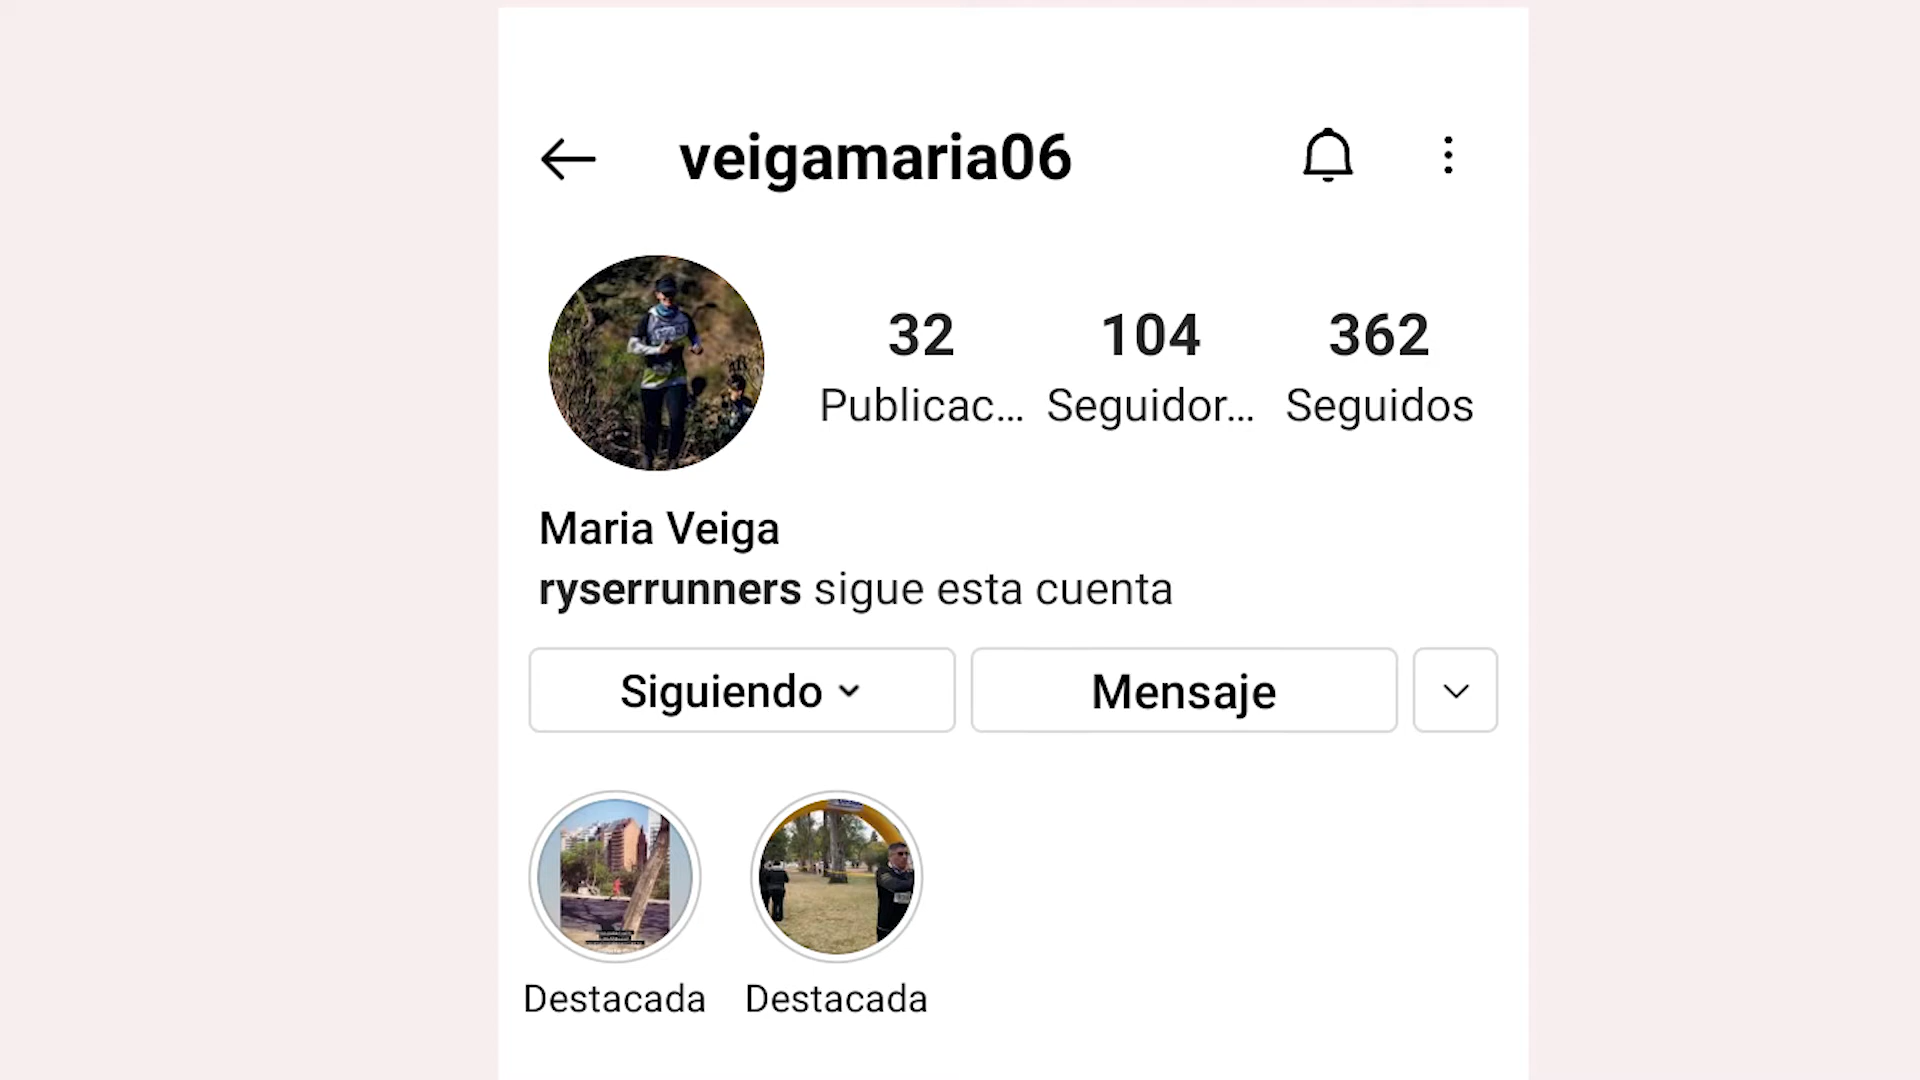 veigamaria06
32 104 362
Publicac... Seguidor... Seguidos
Maria Veiga
ryserrunners sigue esta cuenta
Siguiendo Mensaje
Destacada Destacada